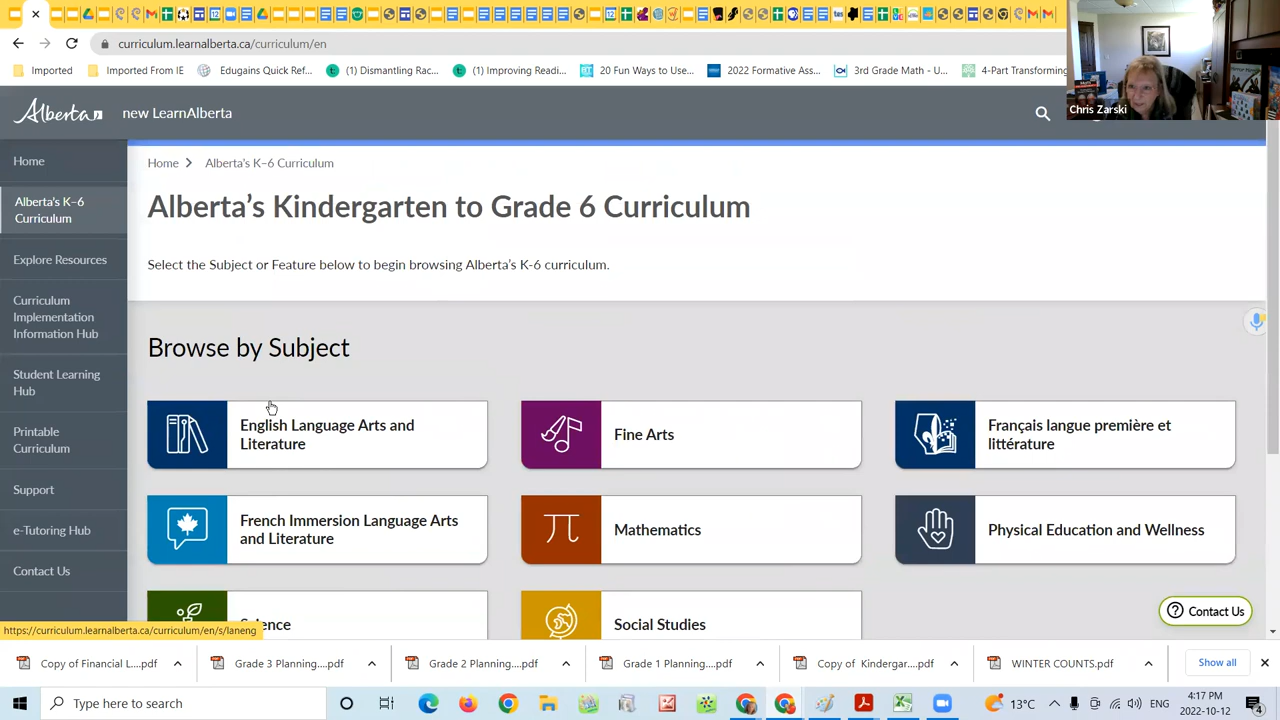 curriculum.learnalberta.ca/curriculum/en
Imported
Imported From IE
Edugains Quick Ref...
(1) Dismantling Rac...
(1) Improving Readi...
20 Fun Ways to Use...
2022 Formative Ass...
3rd Grade Math - U...
4-Part Transforming
Chris Zarski
Alberta
new LearnAlberta
Home
Alberta's K–6
Curriculum
Explore Resources
Curriculum
Implementation
Information Hub
Student Learning
Hub
Printable
Curriculum
Support
e-Tutoring Hub
Contact Us
Home
Alberta's K–6 Curriculum
Alberta's Kindergarten to Grade 6 Curriculum
Select the Subject or Feature below to begin browsing Alberta's K-6 curriculum.
Browse by Subject
English Language Arts and
Literature
Fine Arts
Français langue première et
littérature
French Immersion Language Arts
and Literature
Mathematics
Physical Education and Wellness
Social Studies
Contact Us
https://curriculum.learnalberta.ca/curriculum/en/s/laneng
Copy of Financial L....pdf
Grade 3 Planning....pdf
Grade 2 Planning....pdf
Grade 1 Planning....pdf
Copy of Kindergar....pdf
WINTER COUNTS.pdf
Show all
Type here to search
13°C
ENG
4:17 PM
2022-10-12
4